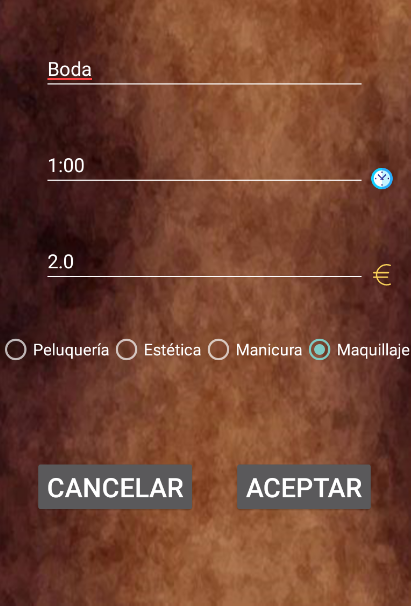 Boda
1:00
2.0
Peluquería Estética Manicura Maquillaje
CANCELAR ACEPTAR